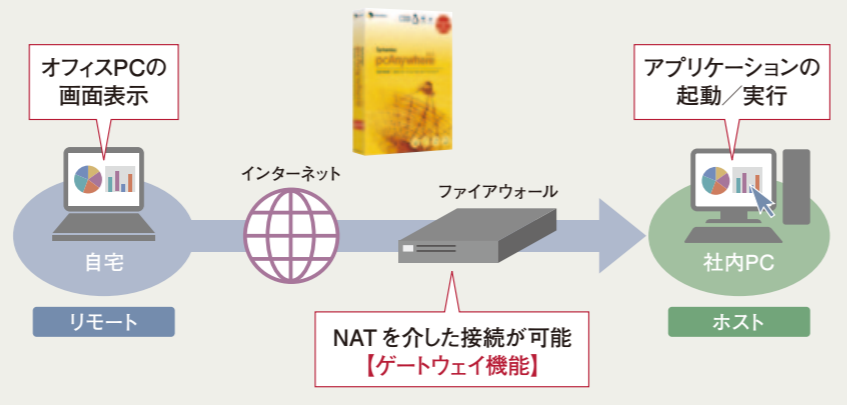 オフィスPCの
画面表示
アプリケーションの
起動／実行
インターネット
ファイアウォール
自宅
社内PC
リモート
ホスト
NATを介した接続が可能
【ゲートウェイ機能】